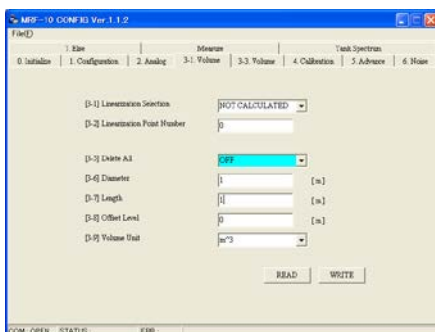 MRF-10 CONFIG Ver.1.1.2
File(F)
7. Else Measure Tank Spectrum
0. Initialize 1. Configuration 2. Analog 3-1. Volume 3-3. Volume 4. Calibration 5. Advance 6. Noise
[3-1] Linearization Selection NOT CALCULATED
[3-2] Linearization Point Number 0
[3-5] Delete All OFF
[3-6] Diameter 1 [m]
[3-7] Length 1 [m]
[3-8] Offset Level 0 [m]
[3-9] Volume Unit m^3
READ WRITE
COM : OPEN STATUS : ERR :